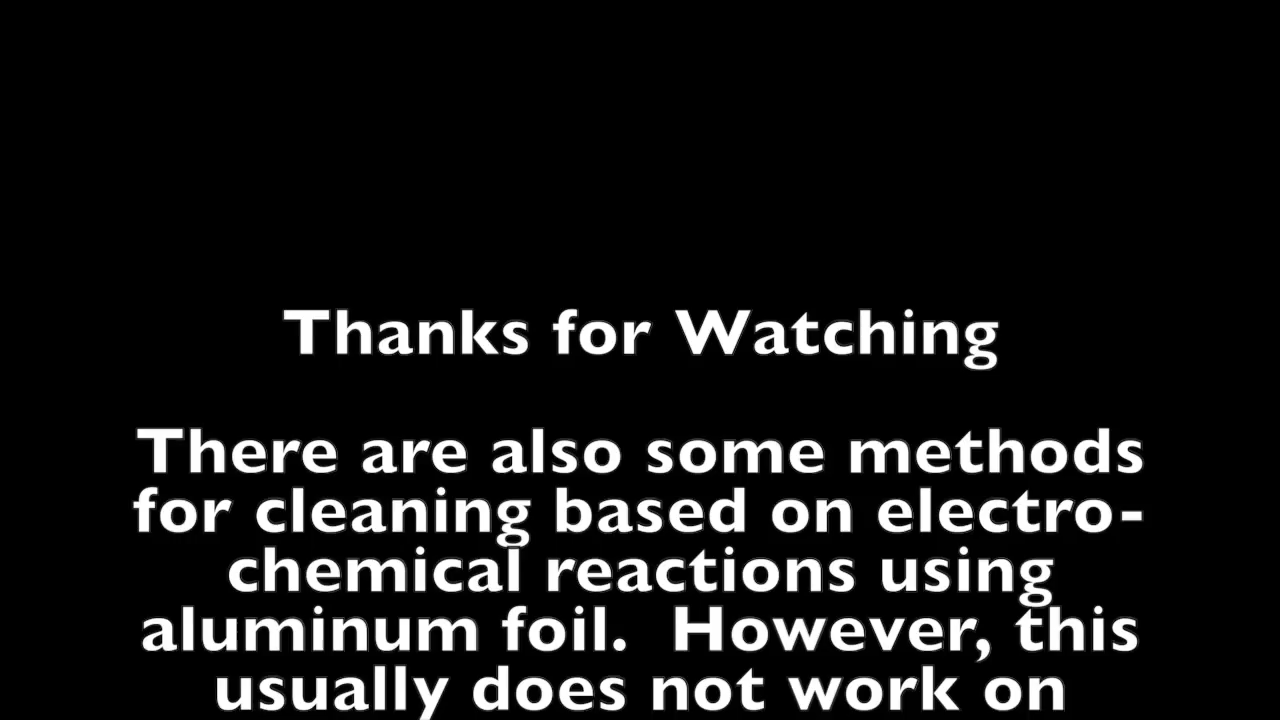 Thanks for Watching
There are also some methods
for cleaning based on electro-
chemical reactions using
aluminum foil.  However, this
usually does not work on